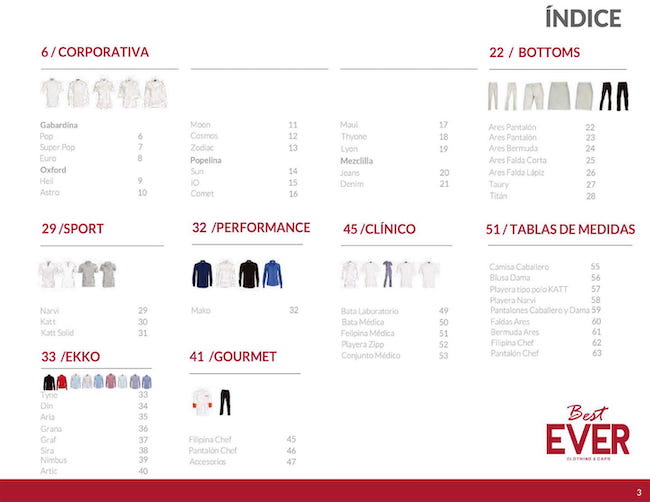 ÍNDICE
6 / CORPORATIVA
Gabardina
Pop 6
Super Pop 7
Euro 8
Oxford
Heil 9
Astro 10
Moon 11
Cosmos 12
Zodiac 13
Popelina
Sun 14
IO 15
Comet 16
Maui 17
Thyone 18
Lyon 19
Mezclilla
Jeans 20
Denim 21
22 / BOTTOMS
Ares Pantalón 22
Ares Pantalón 23
Ares Bermuda 24
Ares Falda Corta 25
Ares Falda Lápiz 26
Taury 27
Titán 28
29 /SPORT
Narvi 29
Katt 30
Katt Solid 31
32 /PERFORMANCE
Mako 32
45 /CLÍNICO
Bata Laboratorio 49
Bata Médica 50
Felipina Médica 51
Playera Zipp 52
Conjunto Médico 53
51 / TABLAS DE MEDIDAS
Camisa Caballero 55
Blusa Dama 56
Playera tipo polo KATT 57
Playera Narvi 58
Pantalones Caballero y Dama 59
Faldas Ares 60
Bermuda Ares 61
Filipina Chef 62
Pantalón Chef 63
33 /EKKO
Tyne 33
Din 34
Aria 35
Grana 36
Graf 37
Sira 38
Nimbus 39
Artic 40
41 /GOURMET
Filipina Chef 45
Pantalón Chef 46
Accesorios 47
Best
EVER
CLOTHING & CAPS
3